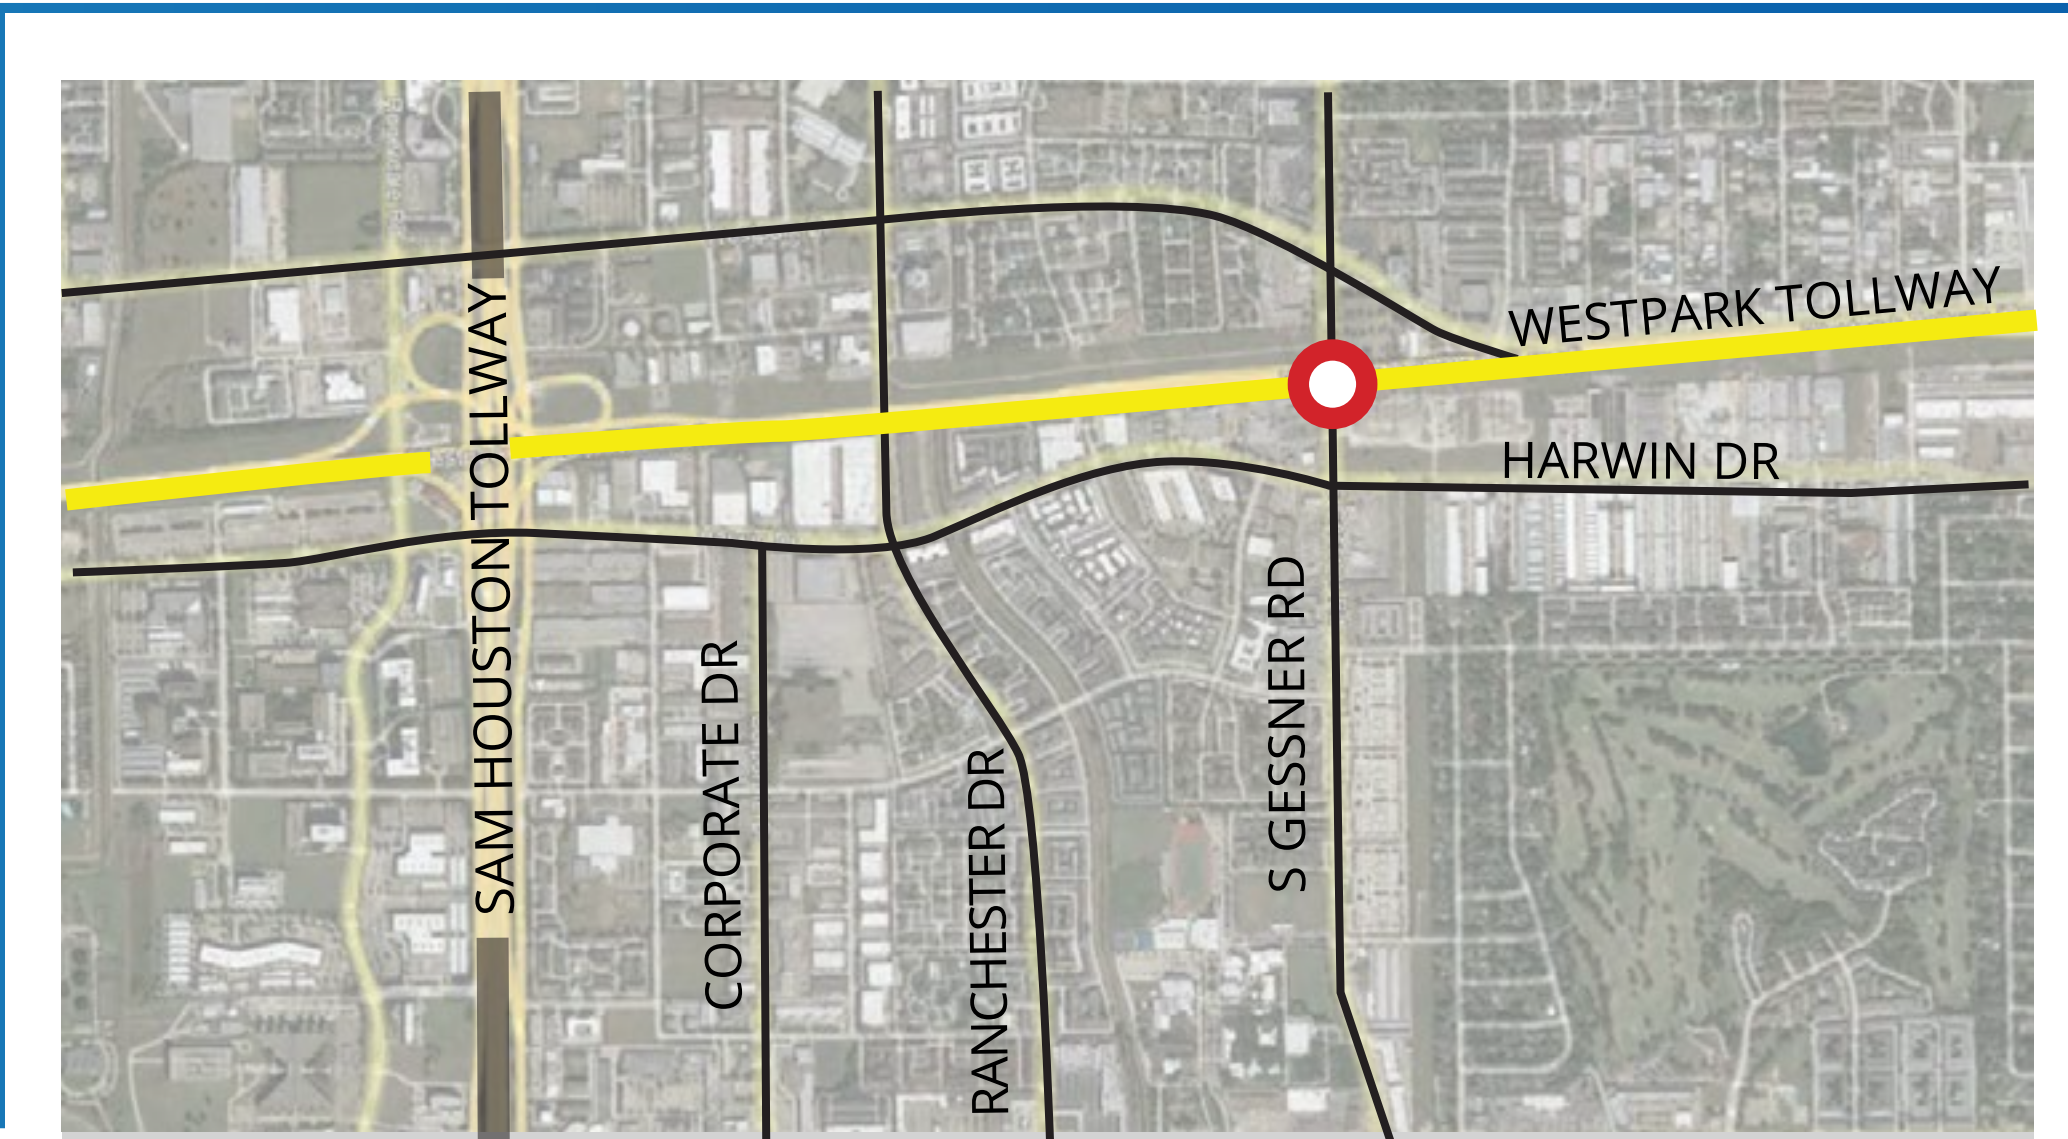 WESTPARK TOLLWAY
HARWIN DR
SAM HOUSTON TOLLWAY
CORPORATE DR
RANCHESTER DR
S GESSNER RD